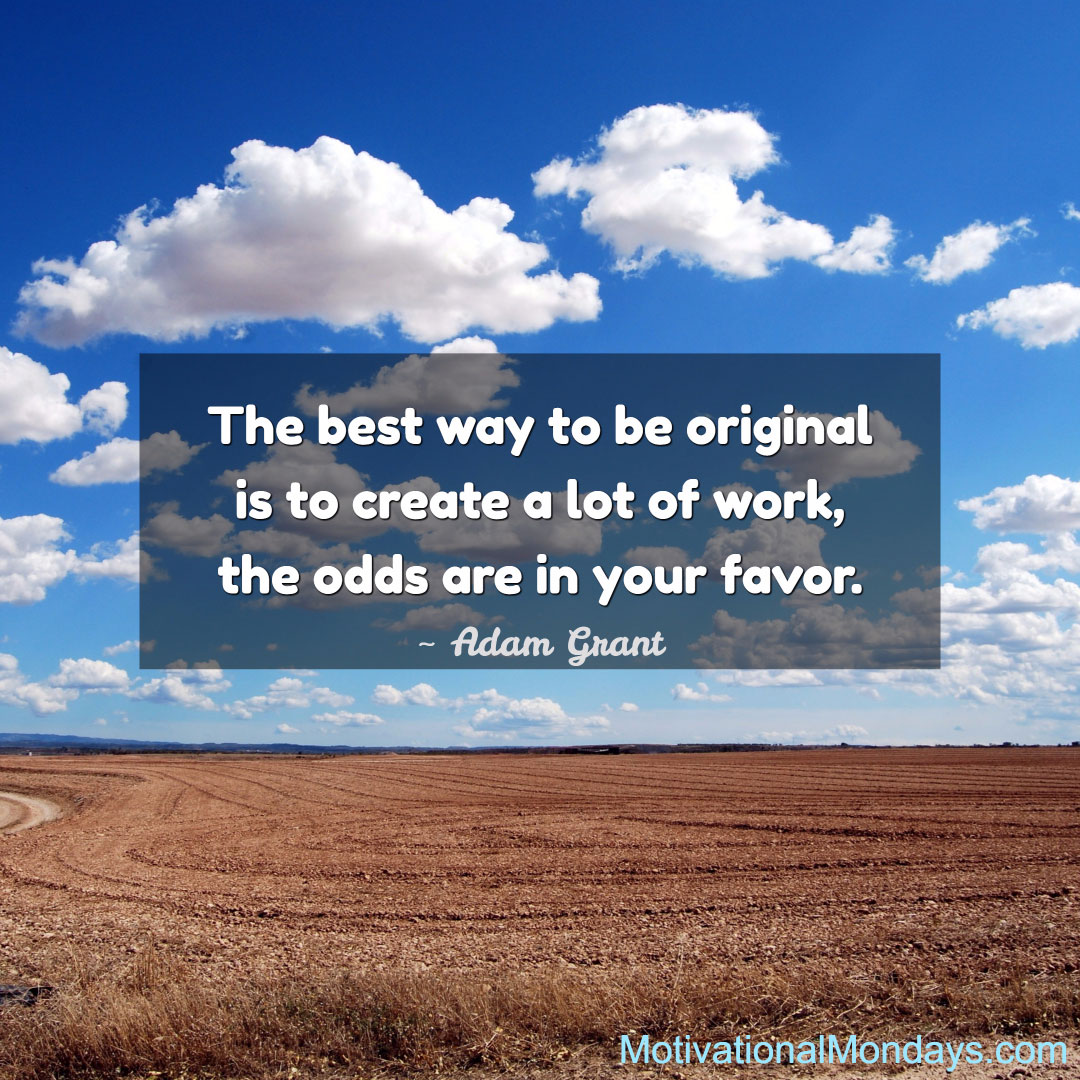 The best way to be original
is to create a lot of work,
the odds are in your favor.
~ Adam Grant
MotivationalMondays.com